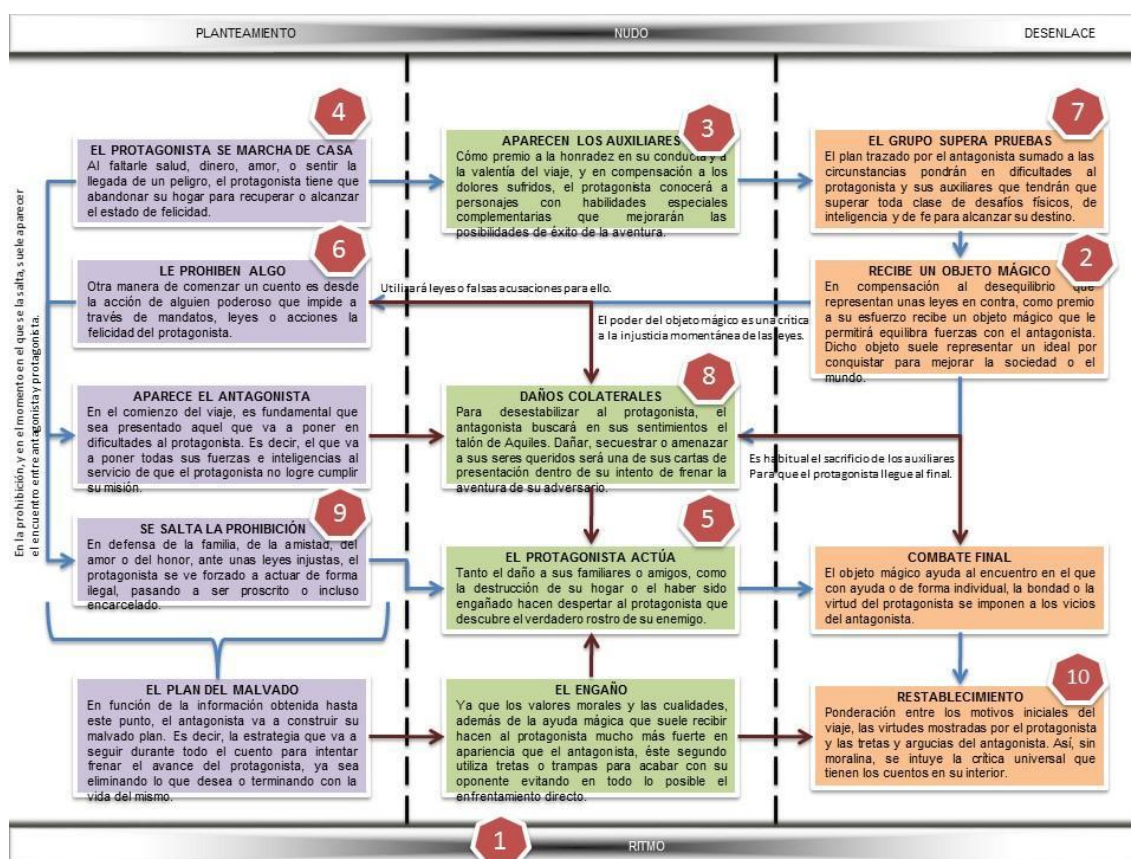 PLANTEAMIENTO
NUDO
DESENLACE
4
EL PROTAGONISTA SE MARCHA DE CASA
Al faltarle salud, dinero, amor, o sentir la
llegada de un peligro, el protagonista tiene que
abandonar su hogar para recuperar o alcanzar
el estado de felicidad.
3
APARECEN LOS AUXILIARES
Cómo premio a la honradez en su conducta y a
la valentía del viaje, y en compensación a los
dolores sufridos, el protagonista conocerá a
personajes con habilidades especiales
complementarias que mejorarán las
posibilidades de éxito de la aventura.
7
EL GRUPO SUPERA PRUEBAS
El plan trazado por el antagonista sumado a las
circunstancias pondrán en dificultades al
protagonista y sus auxiliares que tendrán que
superar toda clase de desafíos físicos, de
inteligencia y de fe para alcanzar su destino.
En la prohibición, y en el momento en el que se la salta, suele aparecer
el encuentro entre antagonista y protagonista.
6
LE PROHIBEN ALGO
Otra manera de comenzar un cuento es desde
la acción de alguien poderoso que impide a
través de mandatos, leyes o acciones la
felicidad del protagonista.
Utilizará leyes o falsas acusaciones para ello.
El poder del objeto mágico es una crítica
a la injusticia momentánea de las leyes.
2
RECIBE UN OBJETO MÁGICO
En compensación al desequilibrio que
representan unas leyes en contra, como premio
a su esfuerzo recibe un objeto mágico que le
permitirá equilibra fuerzas con el antagonista.
Dicho objeto suele representar un ideal por
conquistar para mejorar la sociedad o el
mundo.
APARECE EL ANTAGONISTA
En el comienzo del viaje, es fundamental que
sea presentado aquel que va a poner en
dificultades al protagonista. Es decir, el que va
a poner todas sus fuerzas e inteligencias al
servicio de que el protagonista no logre cumplir
su misión.
8
DAÑOS COLATERALES
Para desestabilizar al protagonista, el
antagonista buscará en sus sentimientos el
talón de Aquiles. Dañar, secuestrar o amenazar
a sus seres queridos será una de sus cartas de
presentación dentro de su intento de frenar la
aventura de su adversario.
Es habitual el sacrificio de los auxiliares
Para que el protagonista llegue al final.
9
SE SALTA LA PROHIBICIÓN
En defensa de la familia, de la amistad, del
amor o del honor, ante unas leyes injustas, el
protagonista se ve forzado a actuar de forma
ilegal, pasando a ser proscrito o incluso
encarcelado.
5
EL PROTAGONISTA ACTÚA
Tanto el daño a sus familiares o amigos, como
la destrucción de su hogar o el haber sido
engañado hacen despertar al protagonista que
descubre el verdadero rostro de su enemigo.
COMBATE FINAL
El objeto mágico ayuda al encuentro en el que
con ayuda o de forma individual, la bondad o la
virtud del protagonista se imponen a los vicios
del antagonista.
EL PLAN DEL MALVADO
En función de la información obtenida hasta
este punto, el antagonista va a construir su
malvado plan. Es decir, la estrategia que va a
seguir durante todo el cuento para intentar
frenar el avance del protagonista, ya sea
eliminando lo que desea o terminando con la
vida del mismo.
EL ENGAÑO
Ya que los valores morales y las cualidades,
además de la ayuda mágica que suele recibir
hacen al protagonista mucho más fuerte en
apariencia que el antagonista, éste segundo
utiliza tretas o trampas para acabar con su
oponente evitando en todo lo posible el
enfrentamiento directo.
10
RESTABLECIMIENTO
Ponderación entre los motivos iniciales del
viaje, las virtudes mostradas por el protagonista
y las tretas y argucias del antagonista. Así, sin
moralina, se intuye la crítica universal que
tienen los cuentos en su interior.
1
RITMO